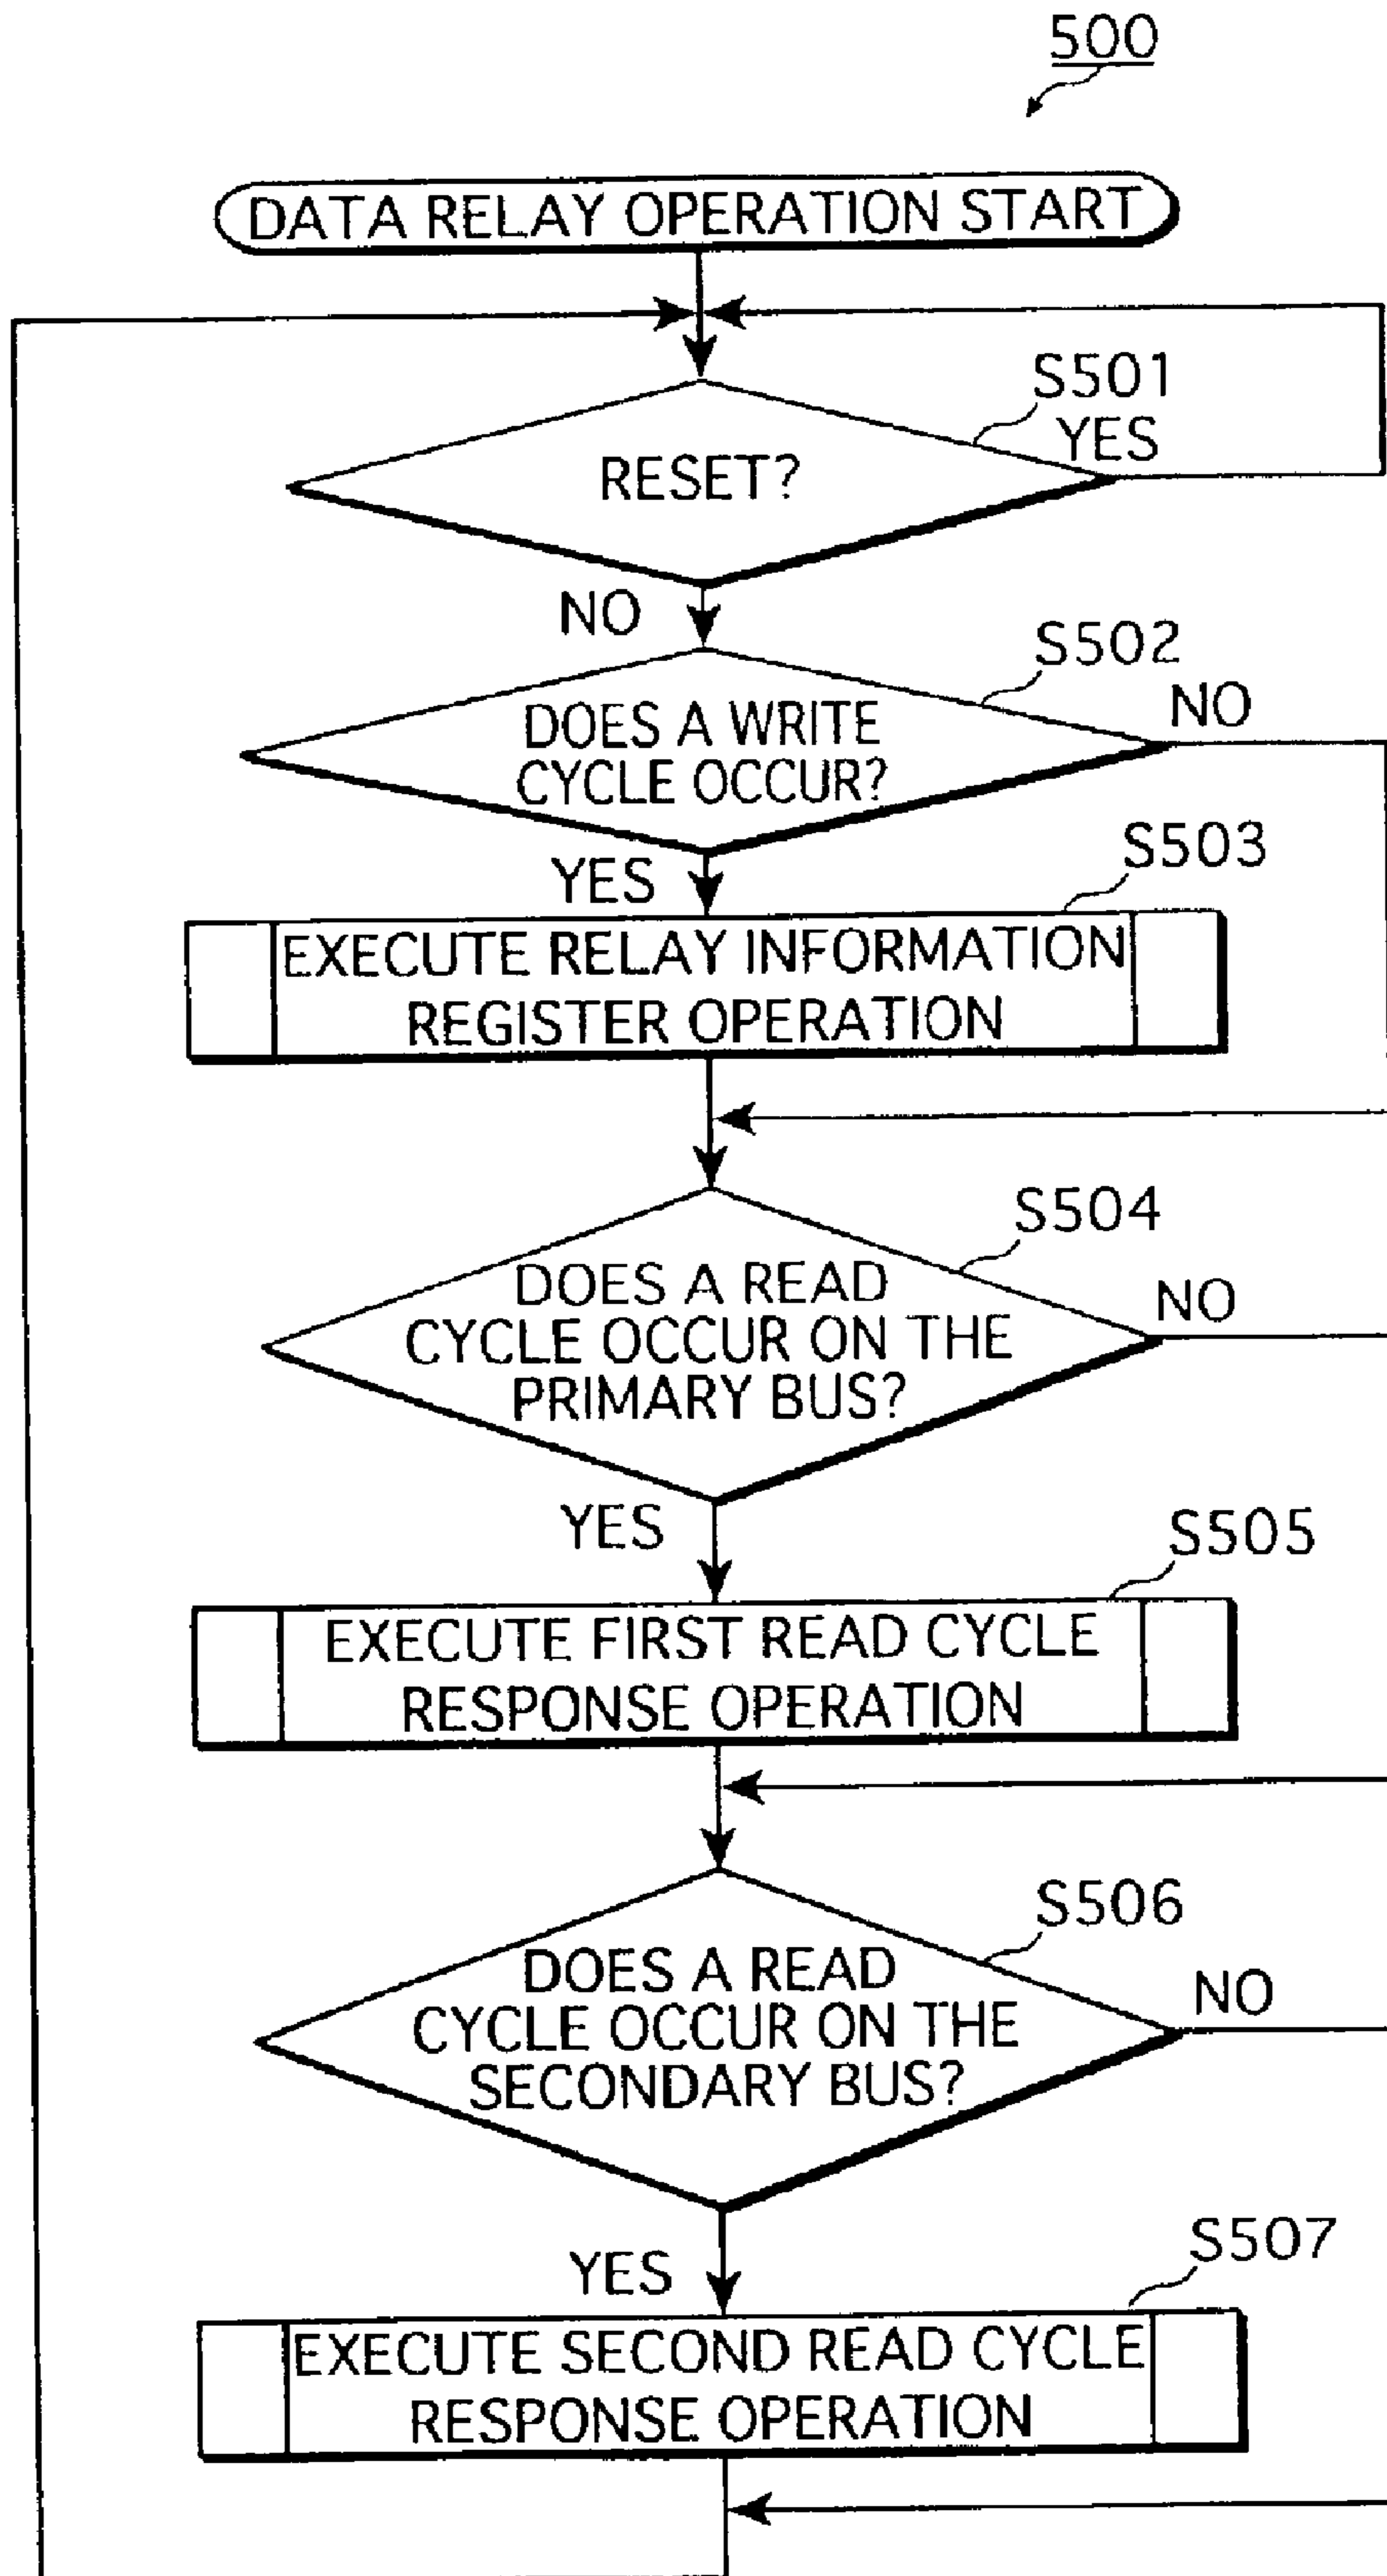 500
DATA RELAY OPERATION START
S501
YES
RESET?
NO
S502
NO
DOES A WRITE
CYCLE OCCUR?
YES
S503
EXECUTE RELAY INFORMATION
REGISTER OPERATION
S504
NO
DOES A READ
CYCLE OCCUR ON THE
PRIMARY BUS?
YES
S505
EXECUTE FIRST READ CYCLE
RESPONSE OPERATION
S506
NO
DOES A READ
CYCLE OCCUR ON THE
SECONDARY BUS?
YES
S507
EXECUTE SECOND READ CYCLE
RESPONSE OPERATION